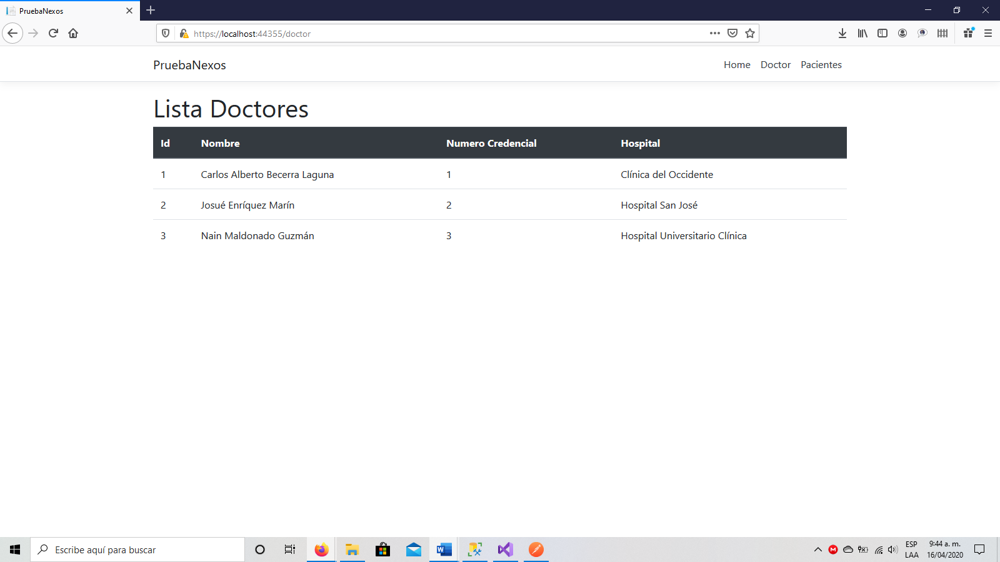 PruebaNexos
https://localhost:44355/doctor
PruebaNexos Home Doctor Pacientes
Lista Doctores
Id Nombre Numero Credencial Hospital
1 Carlos Alberto Becerra Laguna 1 Clínica del Occidente
2 Josué Enríquez Marín 2 Hospital San José
3 Nain Maldonado Guzmán 3 Hospital Universitario Clínica
Escribe aquí para buscar
ESP 9:44 a. m.
LAA 16/04/2020